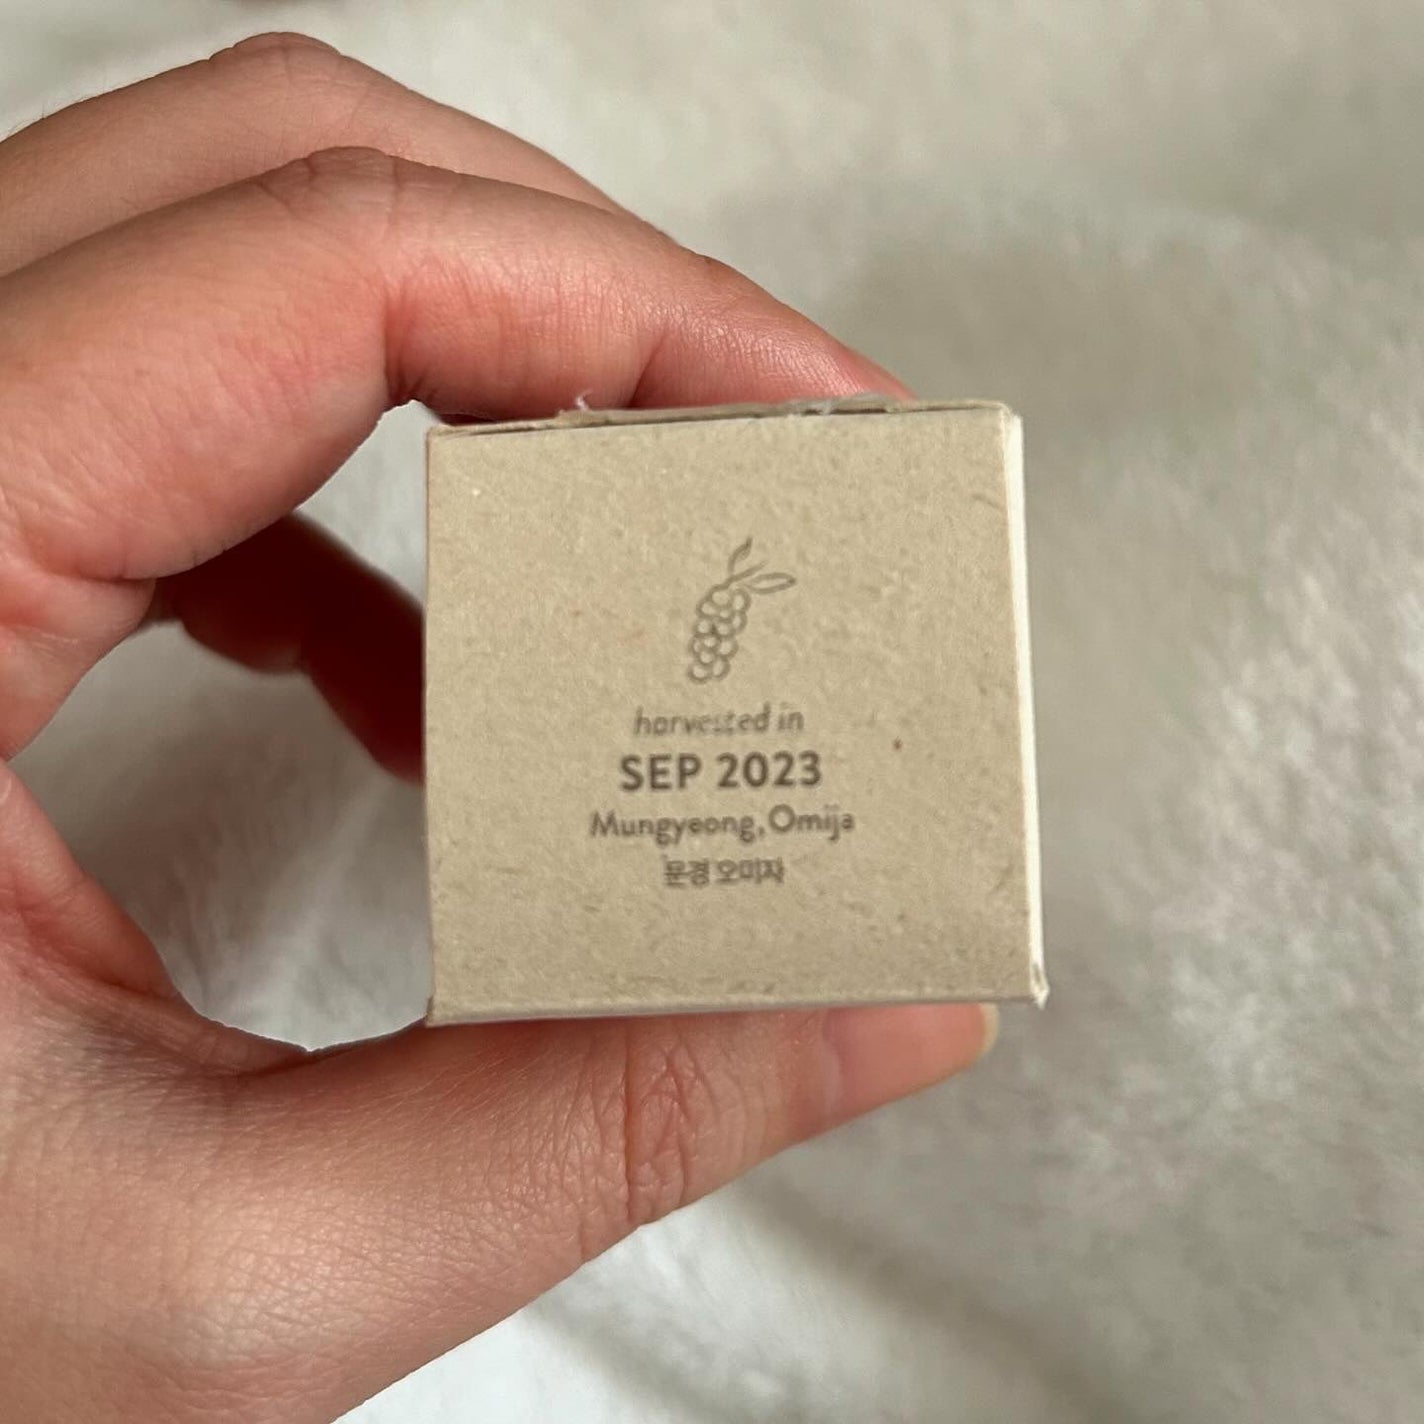 harvested in
SEP 2023
Mungyeong, Omija
문경 오미자